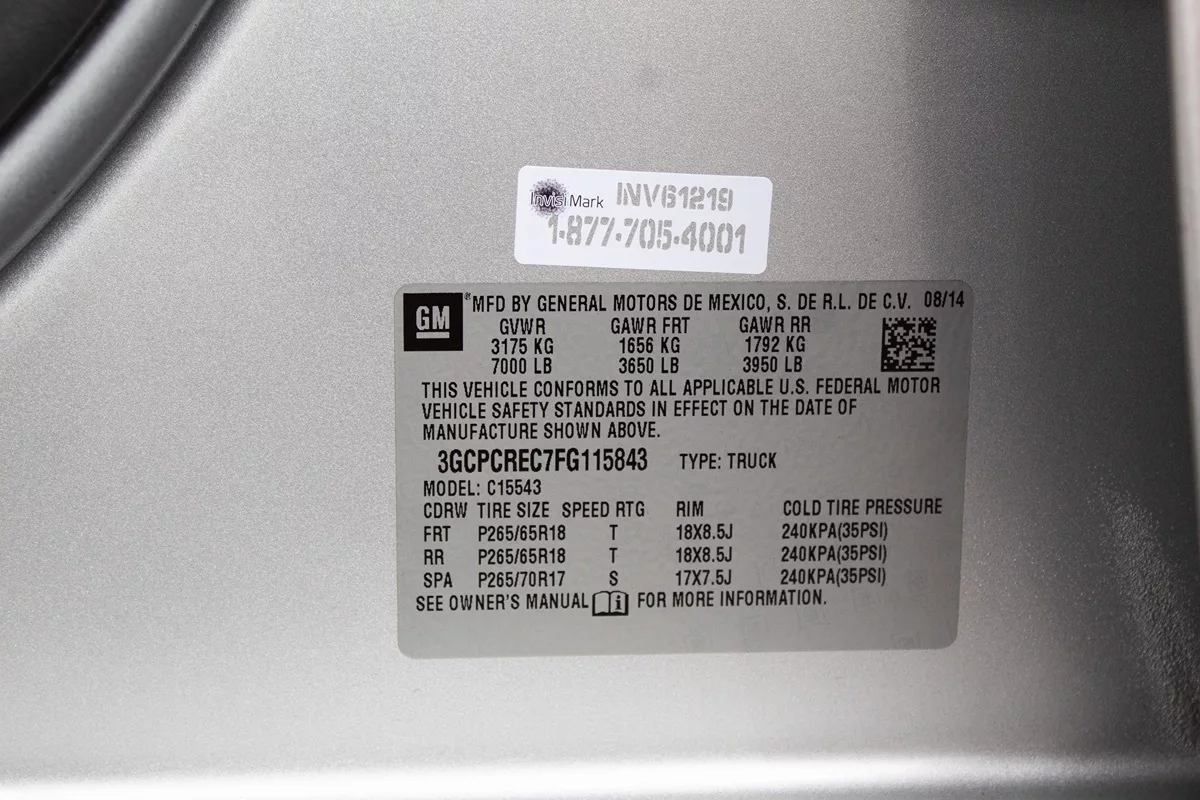 InvisiMark INV61219
1-877-705-4001
GM ® MFD BY GENERAL MOTORS DE MEXICO, S. DE R.L. DE C.V. 08/14
GVWR GAWR FRT GAWR RR
3175 KG 1656 KG 1792 KG
7000 LB 3650 LB 3950 LB
THIS VEHICLE CONFORMS TO ALL APPLICABLE U.S. FEDERAL MOTOR
VEHICLE SAFETY STANDARDS IN EFFECT ON THE DATE OF
MANUFACTURE SHOWN ABOVE.
3GCPCREC7FG115843 TYPE: TRUCK
MODEL: C15543
CDRW TIRE SIZE SPEED RTG RIM COLD TIRE PRESSURE
FRT P265/65R18 T 18X8.5J 240KPA(35PSI)
RR P265/65R18 T 18X8.5J 240KPA(35PSI)
SPA P265/70R17 S 17X7.5J 240KPA(35PSI)
SEE OWNER'S MANUAL i FOR MORE INFORMATION.